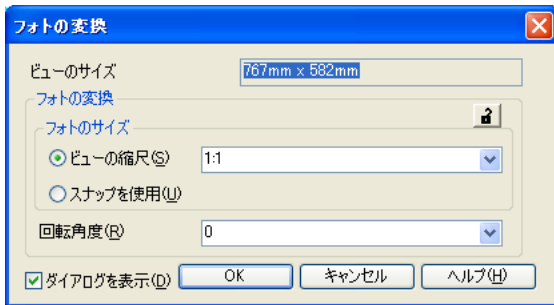 フォトの変換
ビューのサイズ 767mm x 582mm
フォトの変換
フォトのサイズ
ビューの縮尺(S) 1:1
スナップを使用(U)
回転角度(R) 0
ダイアログを表示(D) OK キャンセル ヘルプ(H)